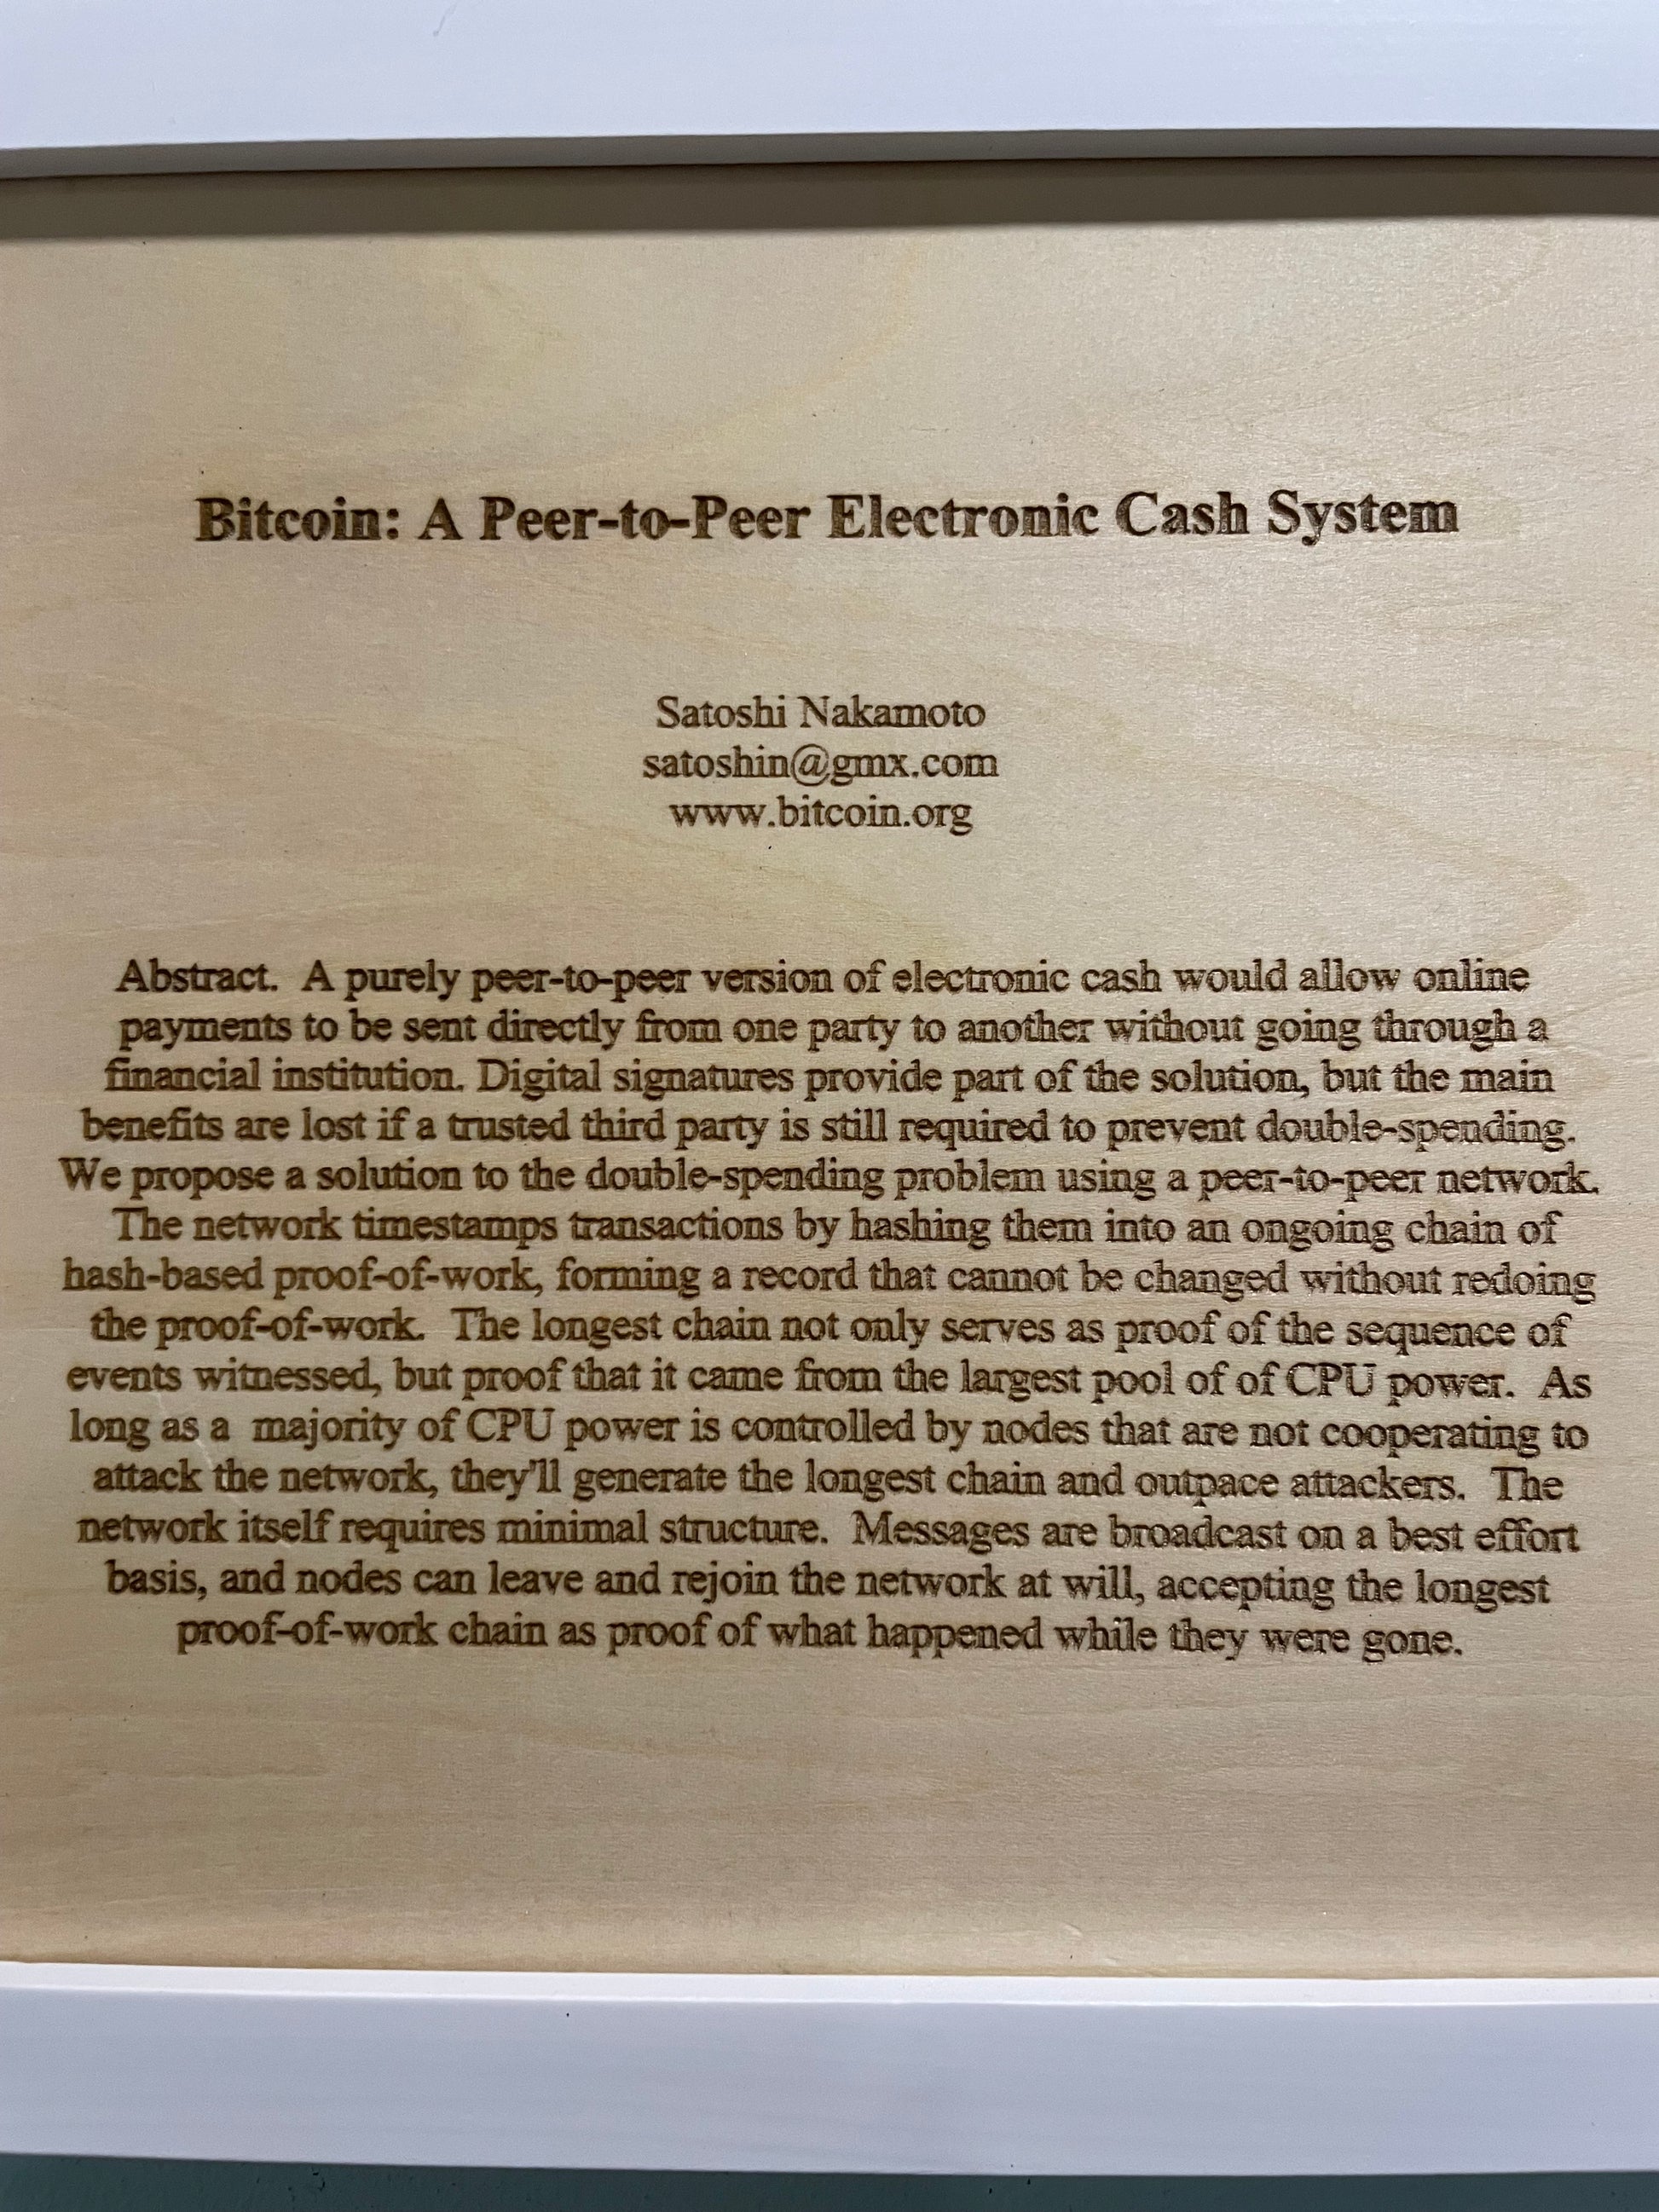 Bitcoin: A Peer-to-Peer Electronic Cash System
Satoshi Nakamoto
satoshin@gmx.com
www.bitcoin.org
Abstract.  A purely peer-to-peer version of electronic cash would allow online
payments to be sent directly from one party to another without going through a
financial institution. Digital signatures provide part of the solution, but the main
benefits are lost if a trusted third party is still required to prevent double-spending.
We propose a solution to the double-spending problem using a peer-to-peer network.
The network timestamps transactions by hashing them into an ongoing chain of
hash-based proof-of-work, forming a record that cannot be changed without redoing
the proof-of-work.  The longest chain not only serves as proof of the sequence of
events witnessed, but proof that it came from the largest pool of of CPU power.  As
long as a  majority of CPU power is controlled by nodes that are not cooperating to
attack the network, they'll generate the longest chain and outpace attackers.  The
network itself requires minimal structure.  Messages are broadcast on a best effort
basis, and nodes can leave and rejoin the network at will, accepting the longest
proof-of-work chain as proof of what happened while they were gone.